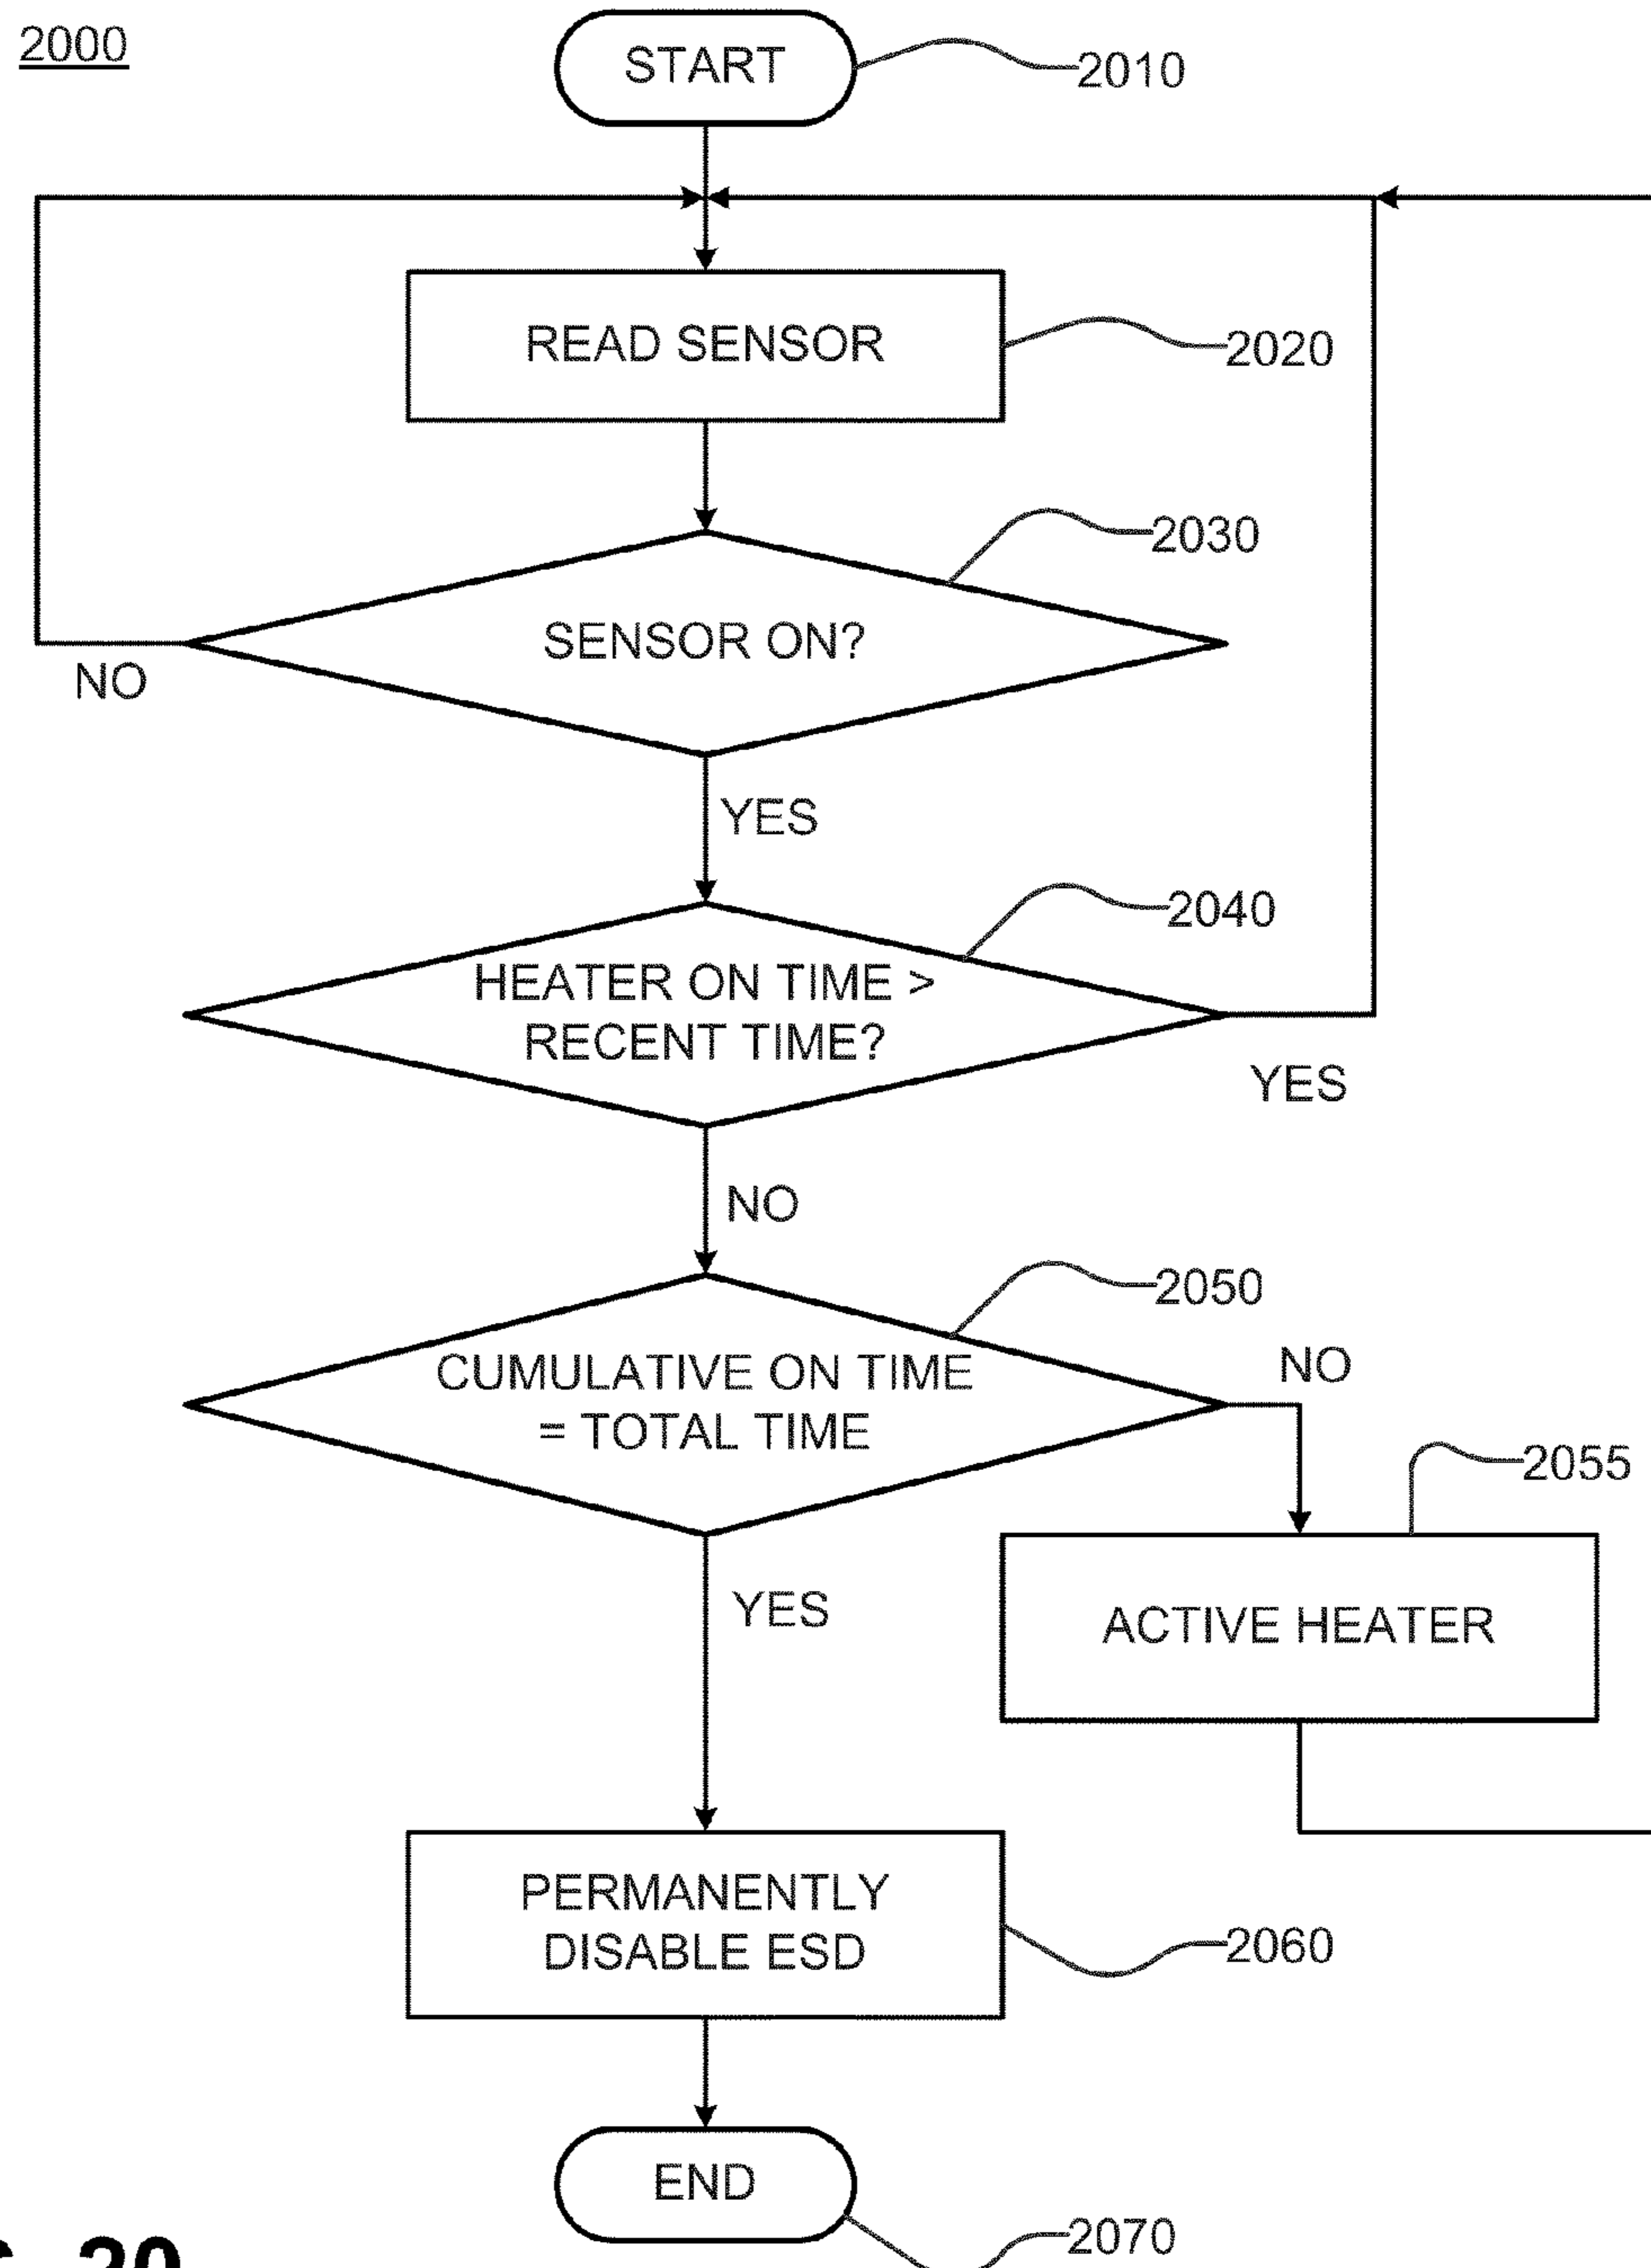 2000
START
2010
READ SENSOR
2020
2030
SENSOR ON?
NO
YES
2040
HEATER ON TIME >
RECENT TIME?
YES
NO
2050
CUMULATIVE ON TIME
= TOTAL TIME
NO
2055
YES
ACTIVE HEATER
PERMANENTLY
DISABLE ESD
2060
END
2070
20